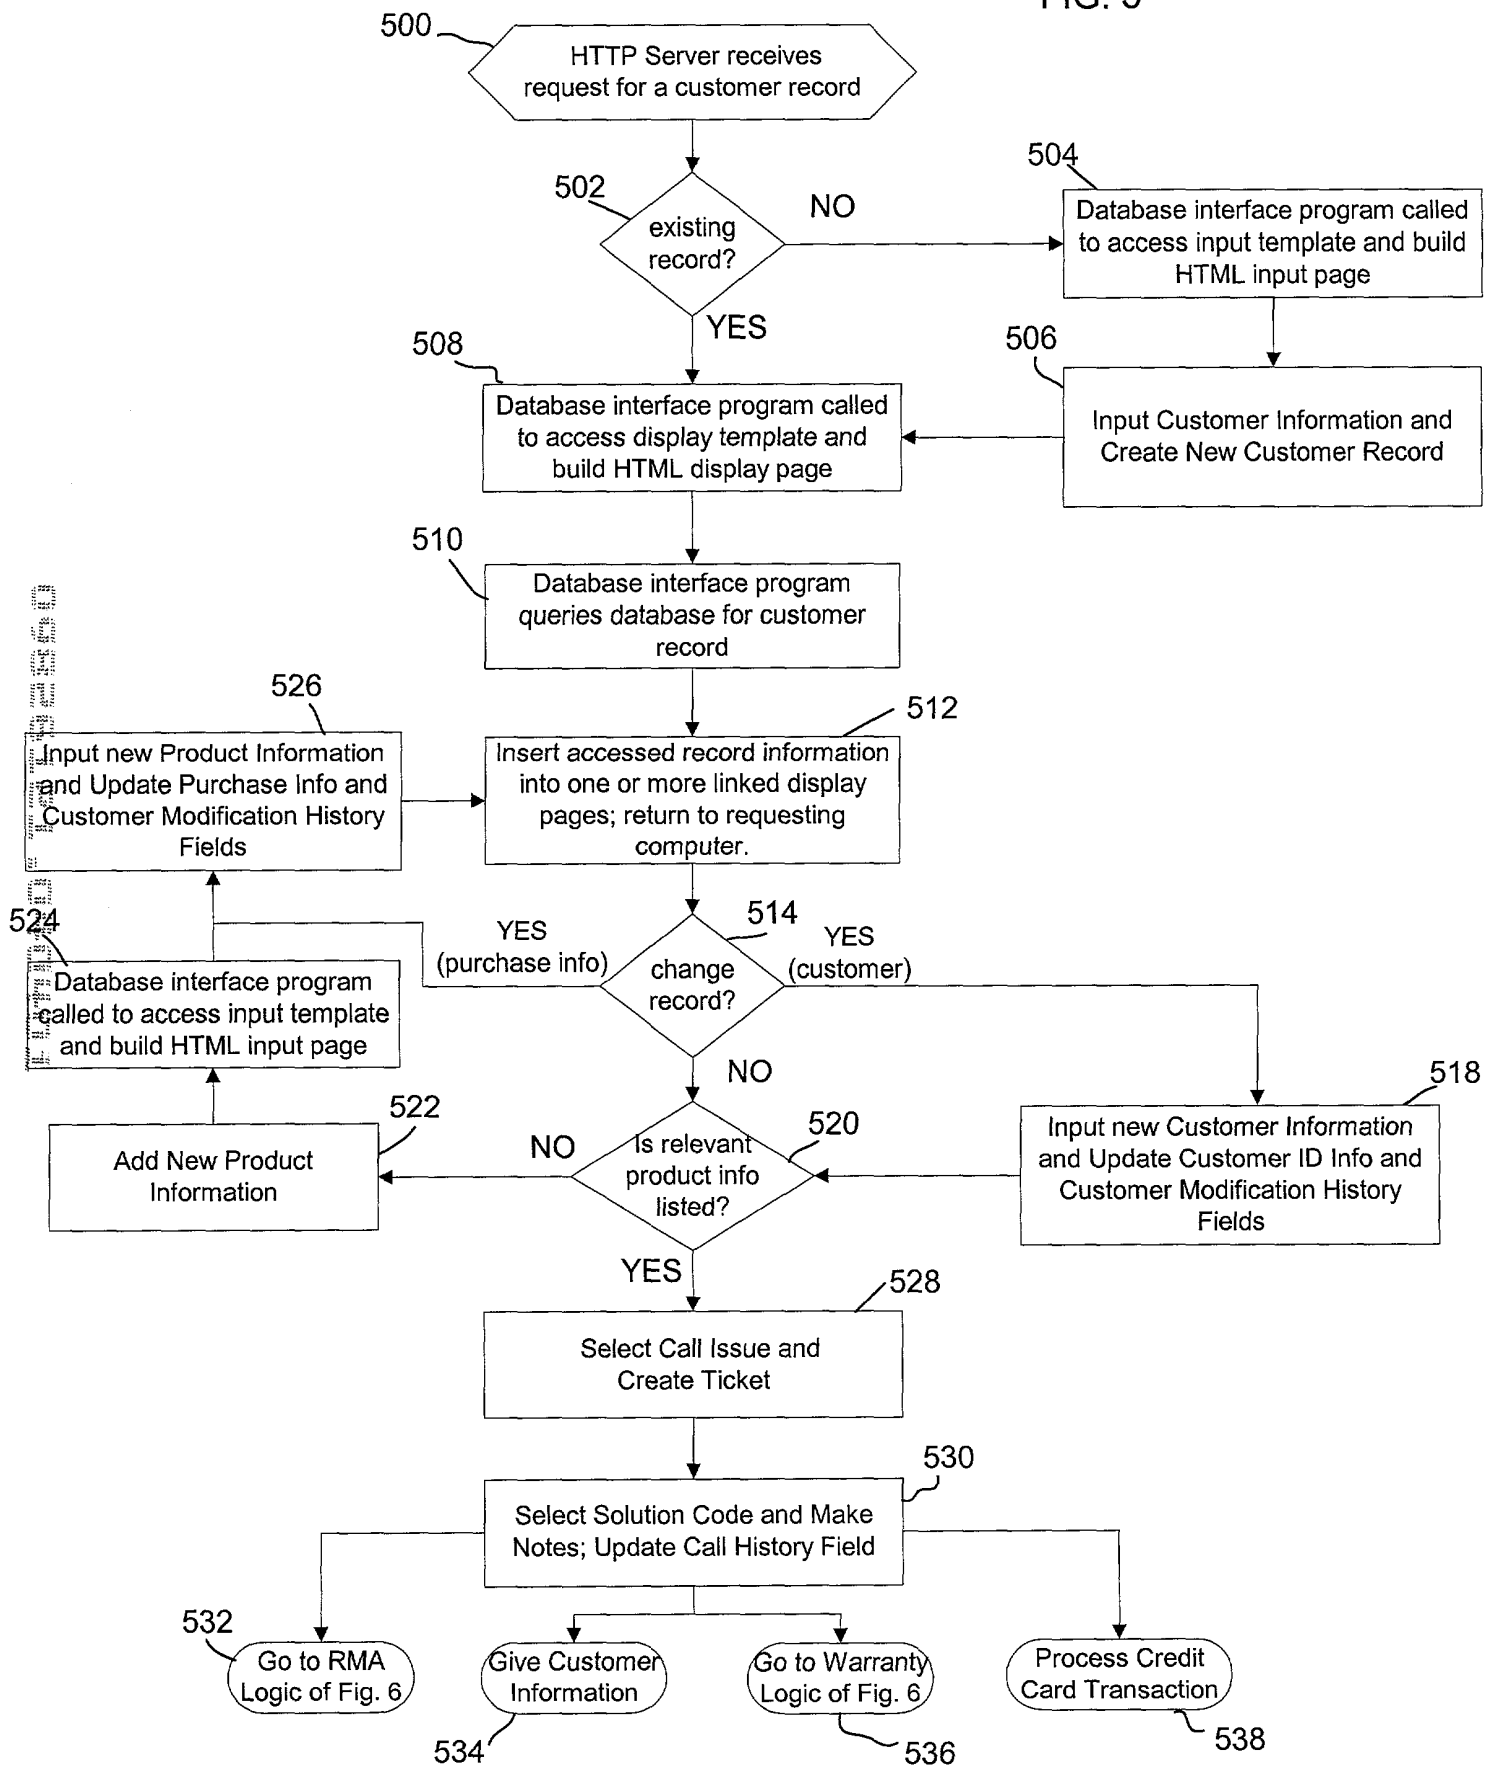 500
HTTP Server receives
request for a customer record
502
existing
record?
NO
504
Database interface program called
to access input template and build
HTML input page
YES
506
Input Customer Information and
Create New Customer Record
508
Database interface program called
to access display template and
build HTML display page
510
Database interface program
queries database for customer
record
526
Input new Product Information
and Update Purchase Info and
Customer Modification History
Fields
512
Insert accessed record information
into one or more linked display
pages; return to requesting
computer.
514
change
record?
YES
(purchase info)
YES
(customer)
524
Database interface program
called to access input template
and build HTML input page
NO
518
Input new Customer Information
and Update Customer ID Info and
Customer Modification History
Fields
520
Is relevant
product info
listed?
NO
522
Add New Product
Information
YES
528
Select Call Issue and
Create Ticket
530
Select Solution Code and Make
Notes; Update Call History Field
532
Go to RMA
Logic of Fig. 6
Give Customer
Information
534
Go to Warranty
Logic of Fig. 6
536
Process Credit
Card Transaction
538